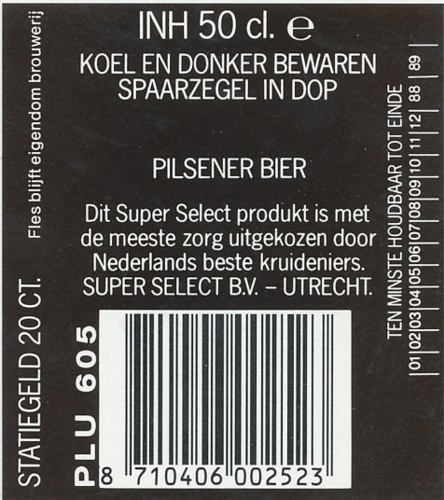 INH 50 cl. ℮
KOEL EN DONKER BEWAREN
SPAARZEGEL IN DOP
PILSENER BIER
Dit Super Select produkt is met
de meeste zorg uitgekozen door
Nederlands beste kruideniers.
SUPER SELECT B.V. – UTRECHT.
STATIEGELD 20 CT.
Fles blijft eigendom brouwerij
PLU 605
8 710406 002523
TEN MINSTE HOUDBAAR TOT EINDE
|01|02|03|04|05|06|07|08|09|10|11|12| 88 | 89 |